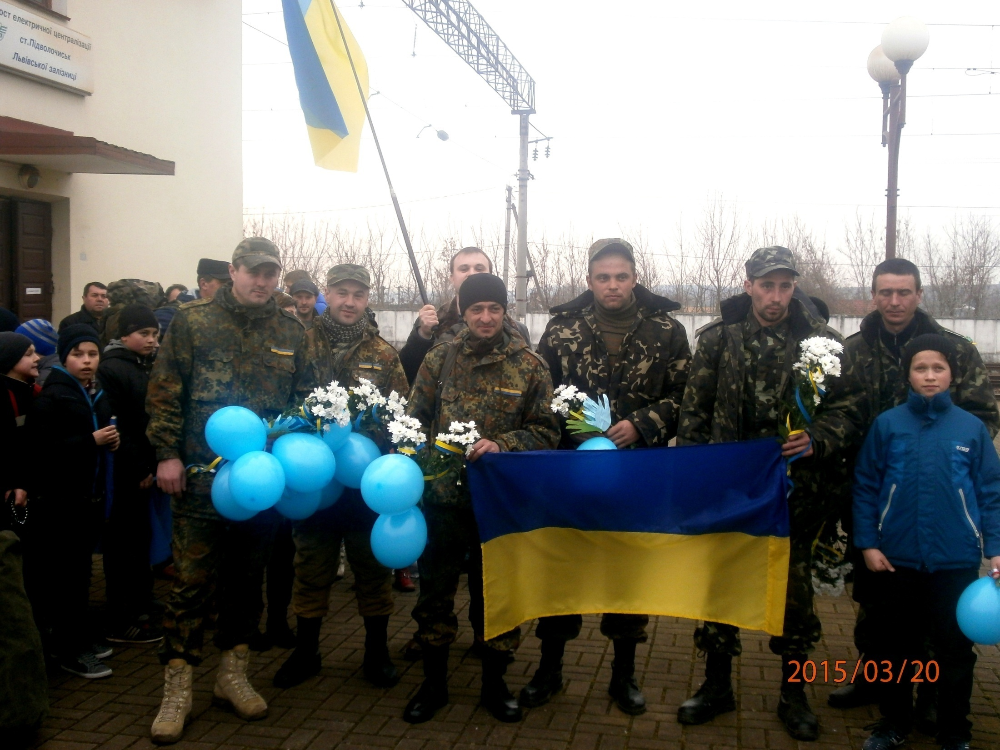 ост електричної централізації
ст.Підволочиськ
Львівської залізниці
2015/03/20